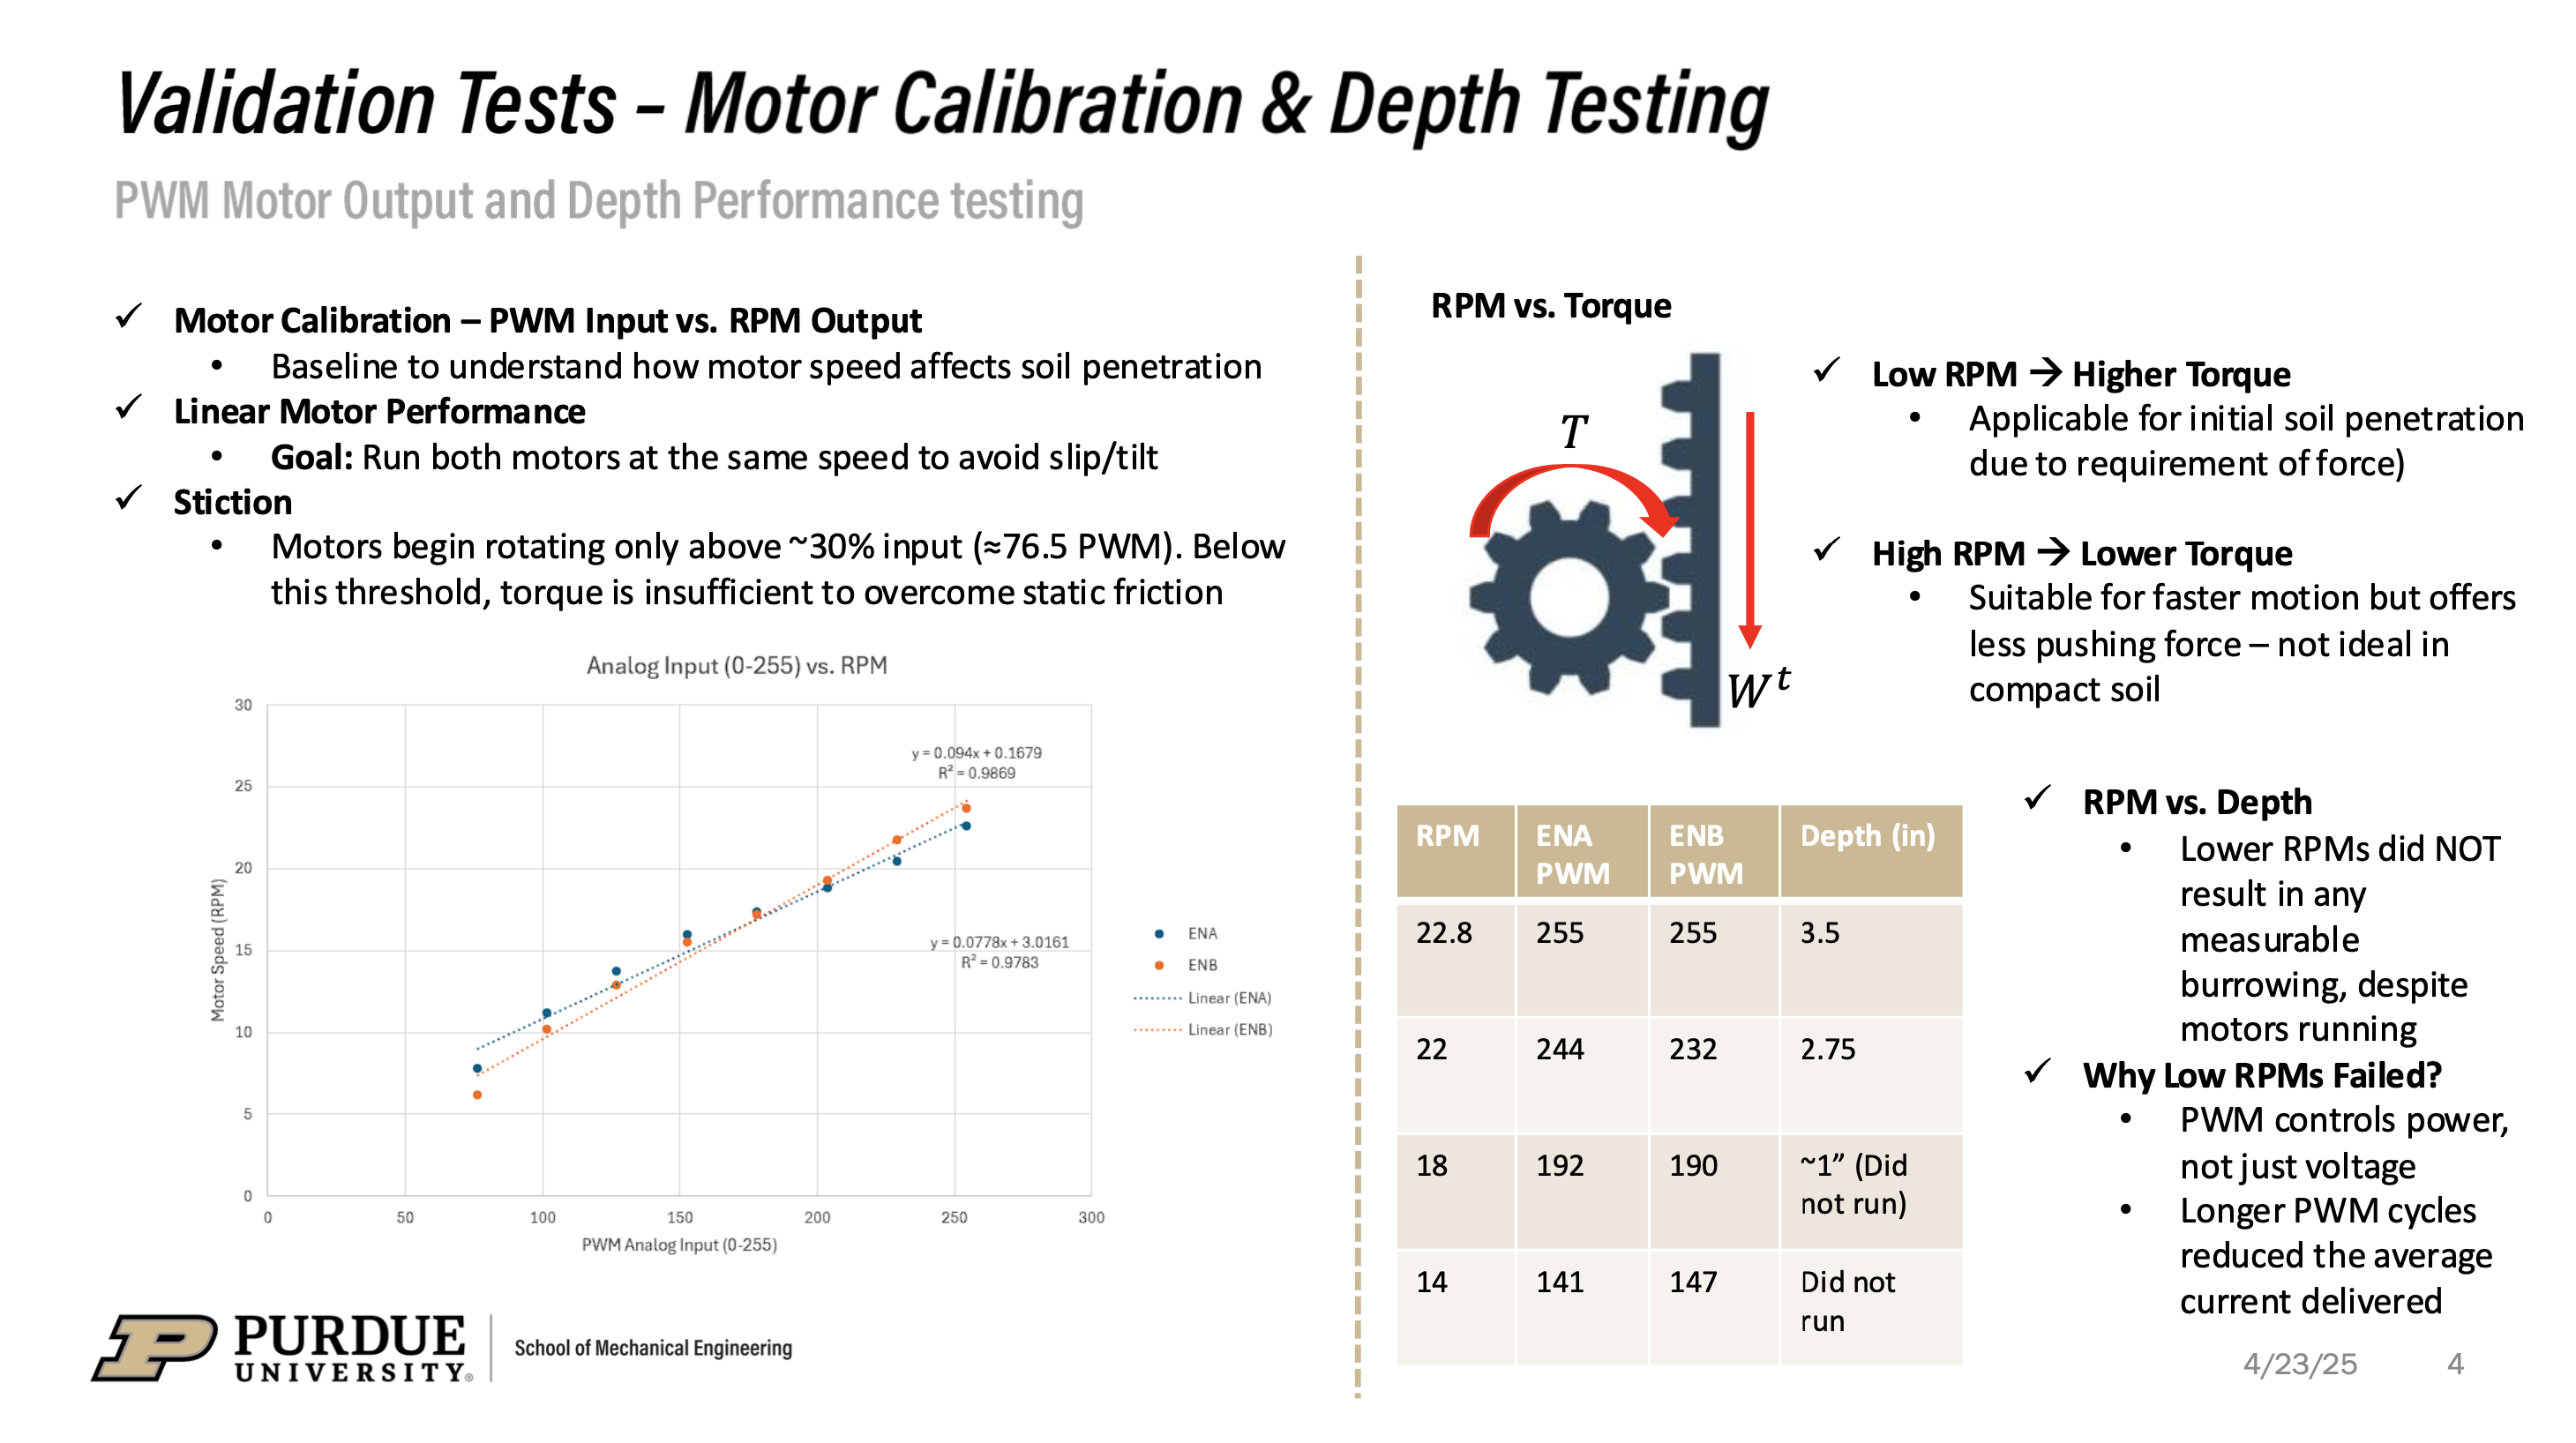 Validation Tests – Motor Calibration & Depth Testing
PWM Motor Output and Depth Performance testing
✓ Motor Calibration – PWM Input vs. RPM Output
• Baseline to understand how motor speed affects soil penetration
✓ Linear Motor Performance
• Goal: Run both motors at the same speed to avoid slip/tilt
✓ Stiction
• Motors begin rotating only above ~30% input (≈76.5 PWM). Below
this threshold, torque is insufficient to overcome static friction
Analog Input (0-255) vs. RPM
30
25
20
15
10
5
0
0 50 100 150 200 250 300
Motor Speed (RPM)
PWM Analog Input (0-255)
y = 0.094x + 0.1679
R² = 0.9869
y = 0.0778x + 3.0161
R² = 0.9783
ENA
ENB
Linear (ENA)
Linear (ENB)
RPM vs. Torque
T
W^t
✓ Low RPM → Higher Torque
• Applicable for initial soil penetration
due to requirement of force)
✓ High RPM → Lower Torque
• Suitable for faster motion but offers
less pushing force – not ideal in
compact soil
RPM ENA PWM ENB PWM Depth (in)
22.8 255 255 3.5
22 244 232 2.75
18 192 190 ~1” (Did not run)
14 141 147 Did not run
✓ RPM vs. Depth
• Lower RPMs did NOT
result in any
measurable
burrowing, despite
motors running
✓ Why Low RPMs Failed?
• PWM controls power,
not just voltage
• Longer PWM cycles
reduced the average
current delivered
PURDUE
UNIVERSITY®
School of Mechanical Engineering
4/23/25 4